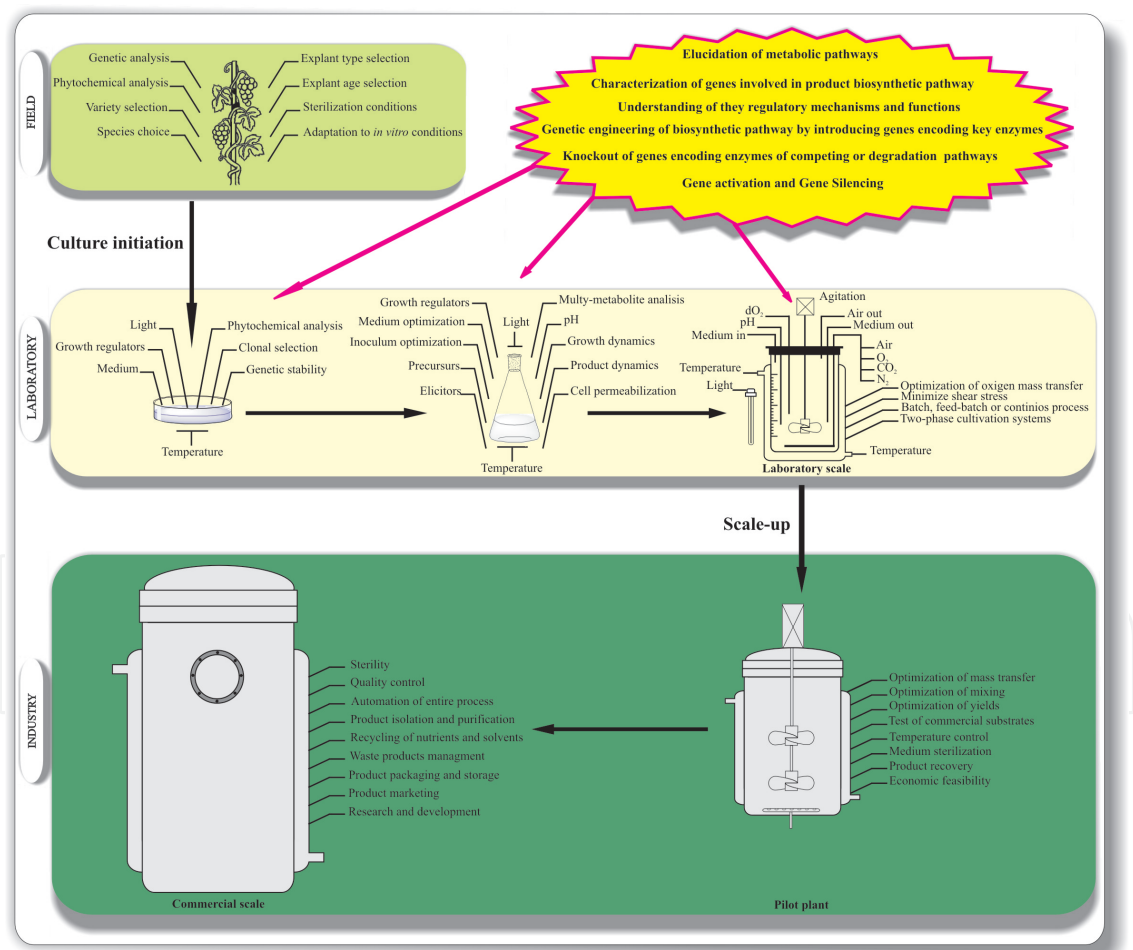 FIELD
Genetic analysis
Phytochemical analysis
Variety selection
Species choice
Explant type selection
Explant age selection
Sterilization conditions
Adaptation to in vitro conditions
Elucidation of metabolic pathways
Characterization of genes involved in product biosynthetic pathway
Understanding of they regulatory mechanisms and functions
Genetic engineering of biosynthetic pathway by introducing genes encoding key enzymes
Knockout of genes encoding enzymes of competing or degradation pathways
Gene activation and Gene Silencing
Culture initiation
LABORATORY
Light
Growth regulators
Medium
Phytochemical analysis
Clonal selection
Genetic stability
Temperature
Growth regulators
Medium optimization
Inoculum optimization
Precursurs
Elicitors
Light
Multy-metabolite analisis
pH
Growth dynamics
Product dynamics
Cell permeabilization
Temperature
Agitation
dO₂
pH
Medium in
Air out
Medium out
Air
O₂
CO₂
N₂
Temperature
Light
Optimization of oxigen mass transfer
Minimize shear stress
Batch, feed-batch or continios process
Two-phase cultivation systems
Temperature
Laboratory scale
Scale-up
INDUSTRY
Sterility
Quality control
Automation of entire process
Product isolation and purification
Recycling of nutrients and solvents
Waste products managment
Product packaging and storage
Product marketing
Research and development
Commercial scale
Optimization of mass transfer
Optimization of mixing
Optimization of yields
Test of commercial substrates
Temperature control
Medium sterilization
Product recovery
Economic feasibility
Pilot plant